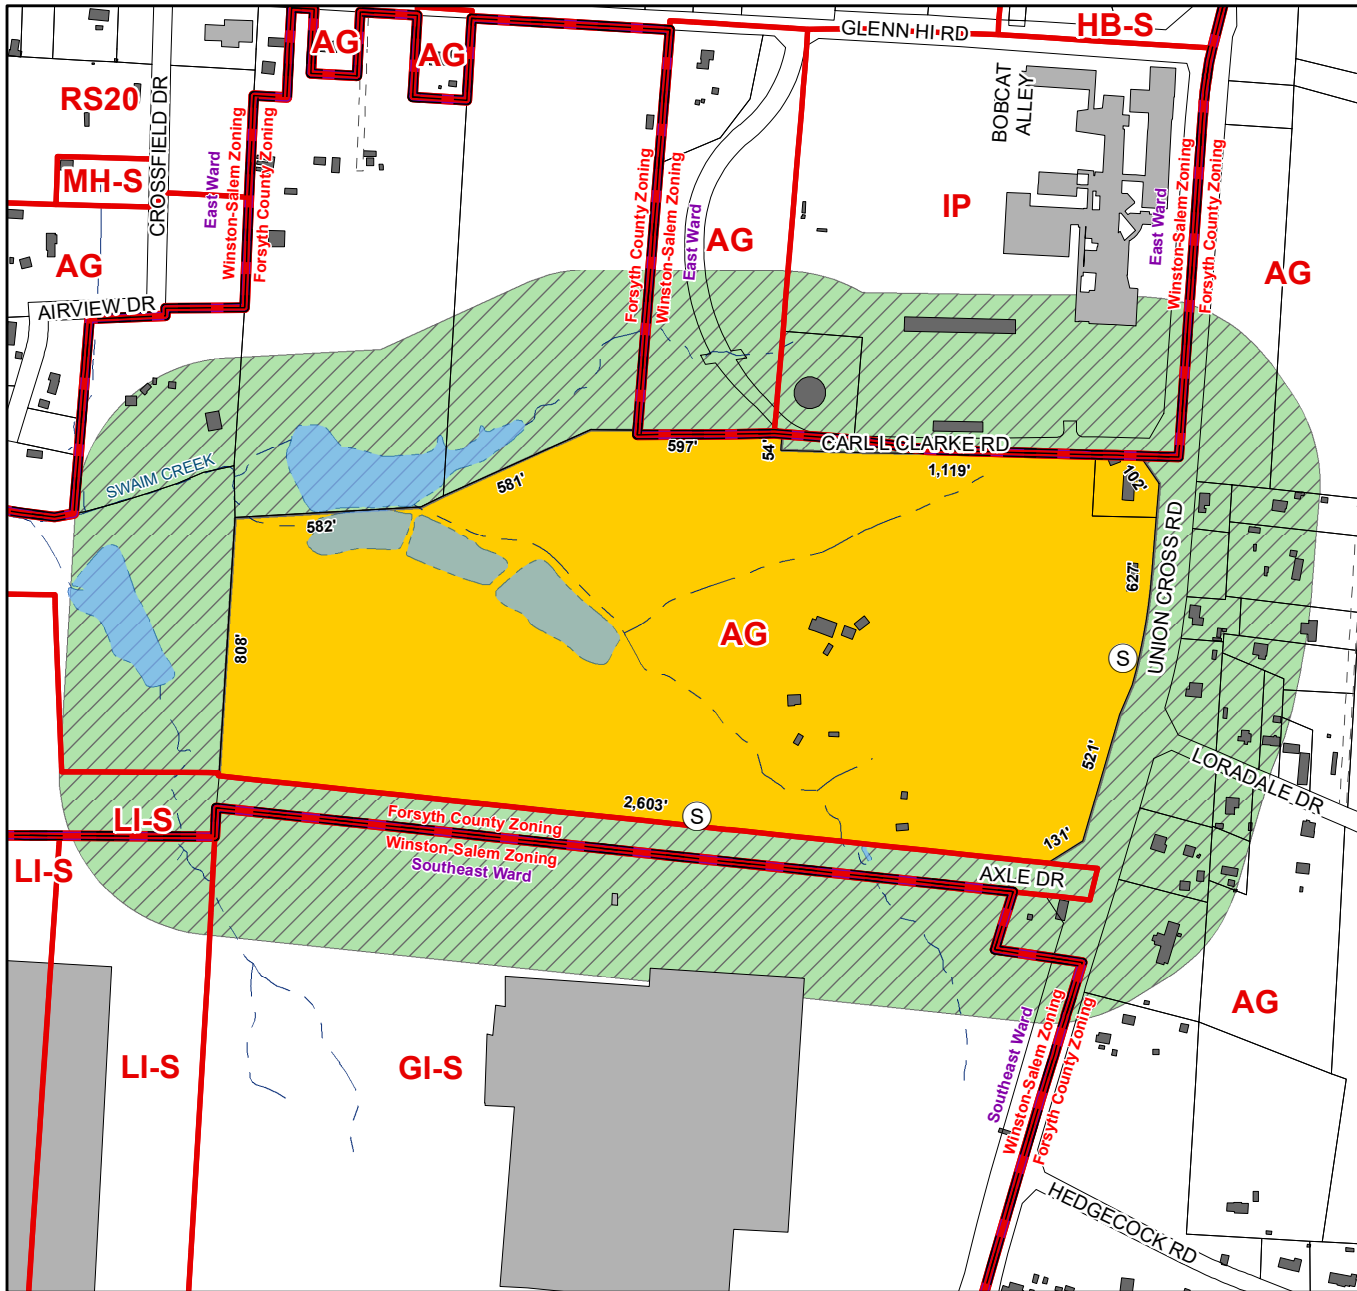 GLENN HI RD
HB-S
AG
AG
RS20
CROSSFIELD DR
BOBCAT
ALLEY
MH-S
East Ward
Winston-Salem Zoning
Forsyth County Zoning
Forsyth County Zoning
Winston-Salem Zoning
East Ward
AG
IP
East Ward
Winston-Salem Zoning
Forsyth County Zoning
AG
AG
AIRVIEW DR
SWAIM CREEK
597'
54'
CARL L CLARKE RD
1,119'
102'
581'
582'
UNION CROSS RD
627'
AG
808'
S
521'
LORADALE DR
2,603'
S
131'
LI-S
Forsyth County Zoning
Winston-Salem Zoning
Southeast Ward
AXLE DR
LI-S
LI-S
GI-S
AG
Southeast Ward
Winston-Salem Zoning
Forsyth County Zoning
HEDGECOCK RD